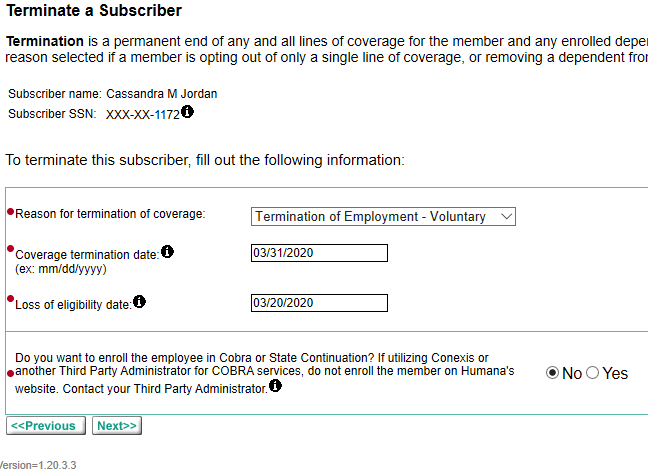 Terminate a Subscriber
Termination is a permanent end of any and all lines of coverage for the member and any enrolled
reason selected if a member is opting out of only a single line of coverage, or removing a dependent
Subscriber name: Cassandra M Jordan
Subscriber SSN: XXX-XX-1172
To terminate this subscriber, fill out the following information:
Reason for termination of coverage: Termination of Employment - Voluntary
Coverage termination date: 03/31/2020
(ex: mm/dd/yyyy)
Loss of eligibility date: 03/20/2020
Do you want to enroll the employee in Cobra or State Continuation? If utilizing Conexis or
another Third Party Administrator for COBRA services, do not enroll the member on Humana's
website. Contact your Third Party Administrator.
No Yes
<<Previous Next>>
Version=1.20.3.3